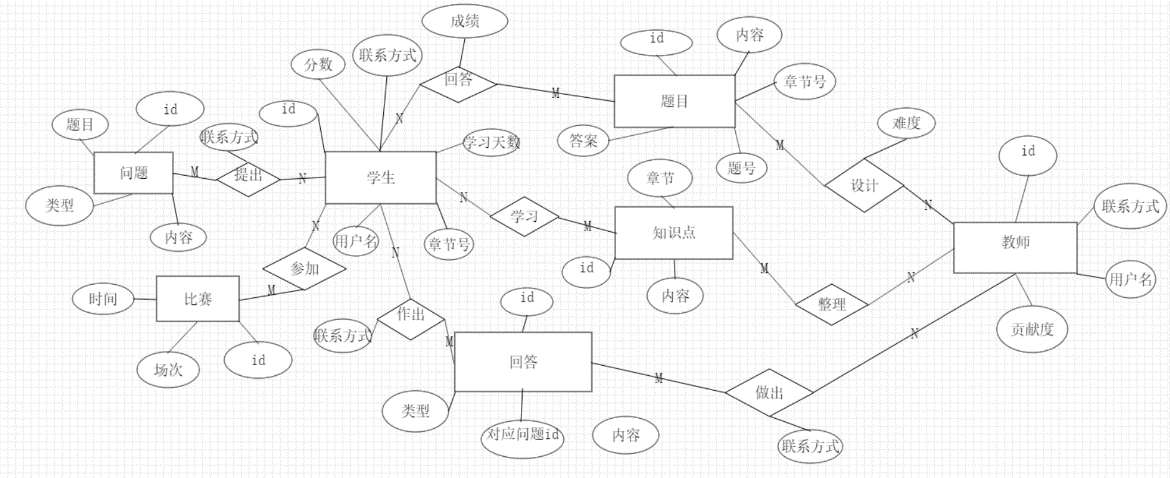 成绩
分数
联系方式
回答
id
内容
章节号
M
题目
N
id
题目
id
联系方式
学习天数
答案
题号
M
难度
问题
M
提出
N
学生
章节
设计
id
类型
内容
用户名
章节号
N
学习
M
知识点
N
教师
联系方式
N
参加
N
id
内容
M
整理
N
用户名
时间
比赛
M
作出
id
贡献度
场次
id
联系方式
M
回答
M
做出
N
类型
对应问题id
内容
联系方式